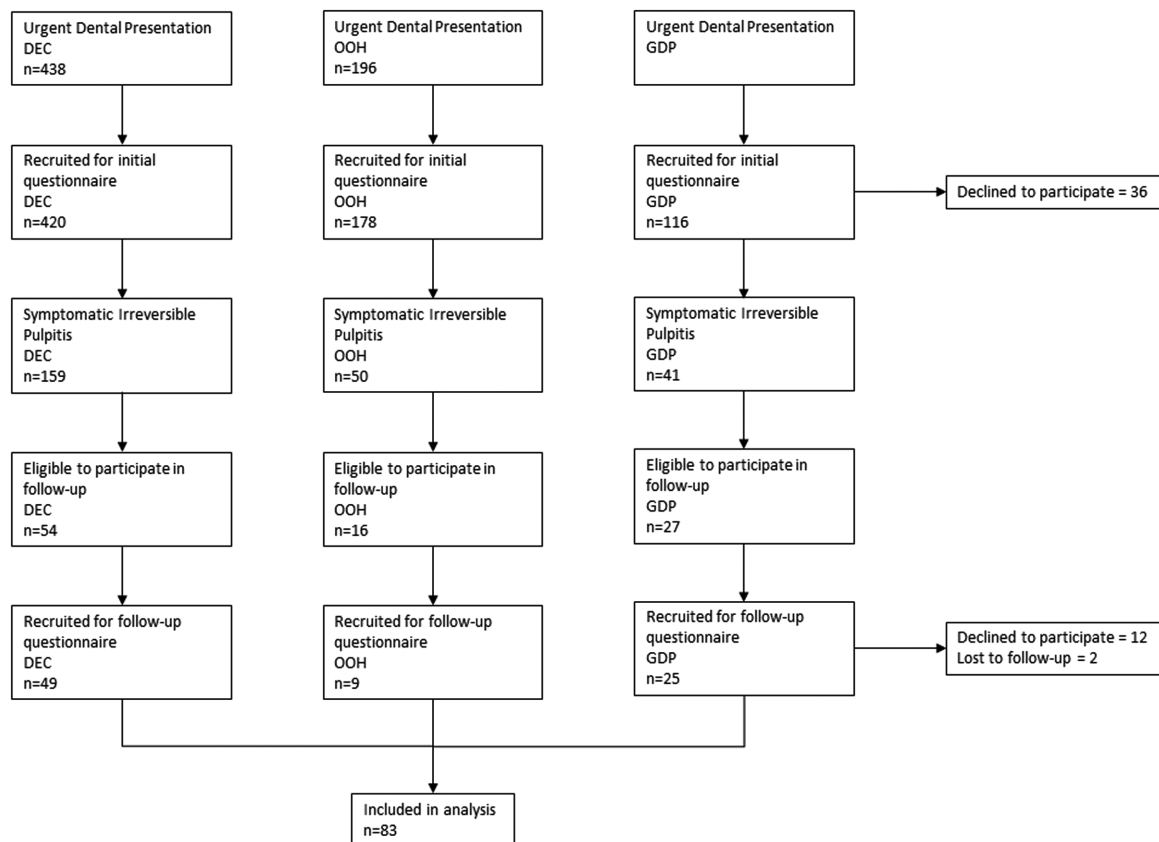 Urgent Dental Presentation
DEC
n=438
Urgent Dental Presentation
OOH
n=196
Urgent Dental Presentation
GDP
Recruited for initial
questionnaire
DEC
n=420
Recruited for initial
questionnaire
OOH
n=178
Recruited for initial
questionnaire
GDP
n=116
Declined to participate = 36
Symptomatic Irreversible
Pulpitis
DEC
n=159
Symptomatic Irreversible
Pulpitis
OOH
n=50
Symptomatic Irreversible
Pulpitis
GDP
n=41
Eligible to participate in
follow-up
DEC
n=54
Eligible to participate in
follow-up
OOH
n=16
Eligible to participate in
follow-up
GDP
n=27
Recruited for follow-up
questionnaire
DEC
n=49
Recruited for follow-up
questionnaire
OOH
n=9
Recruited for follow-up
questionnaire
GDP
n=25
Declined to participate = 12
Lost to follow-up = 2
Included in analysis
n=83